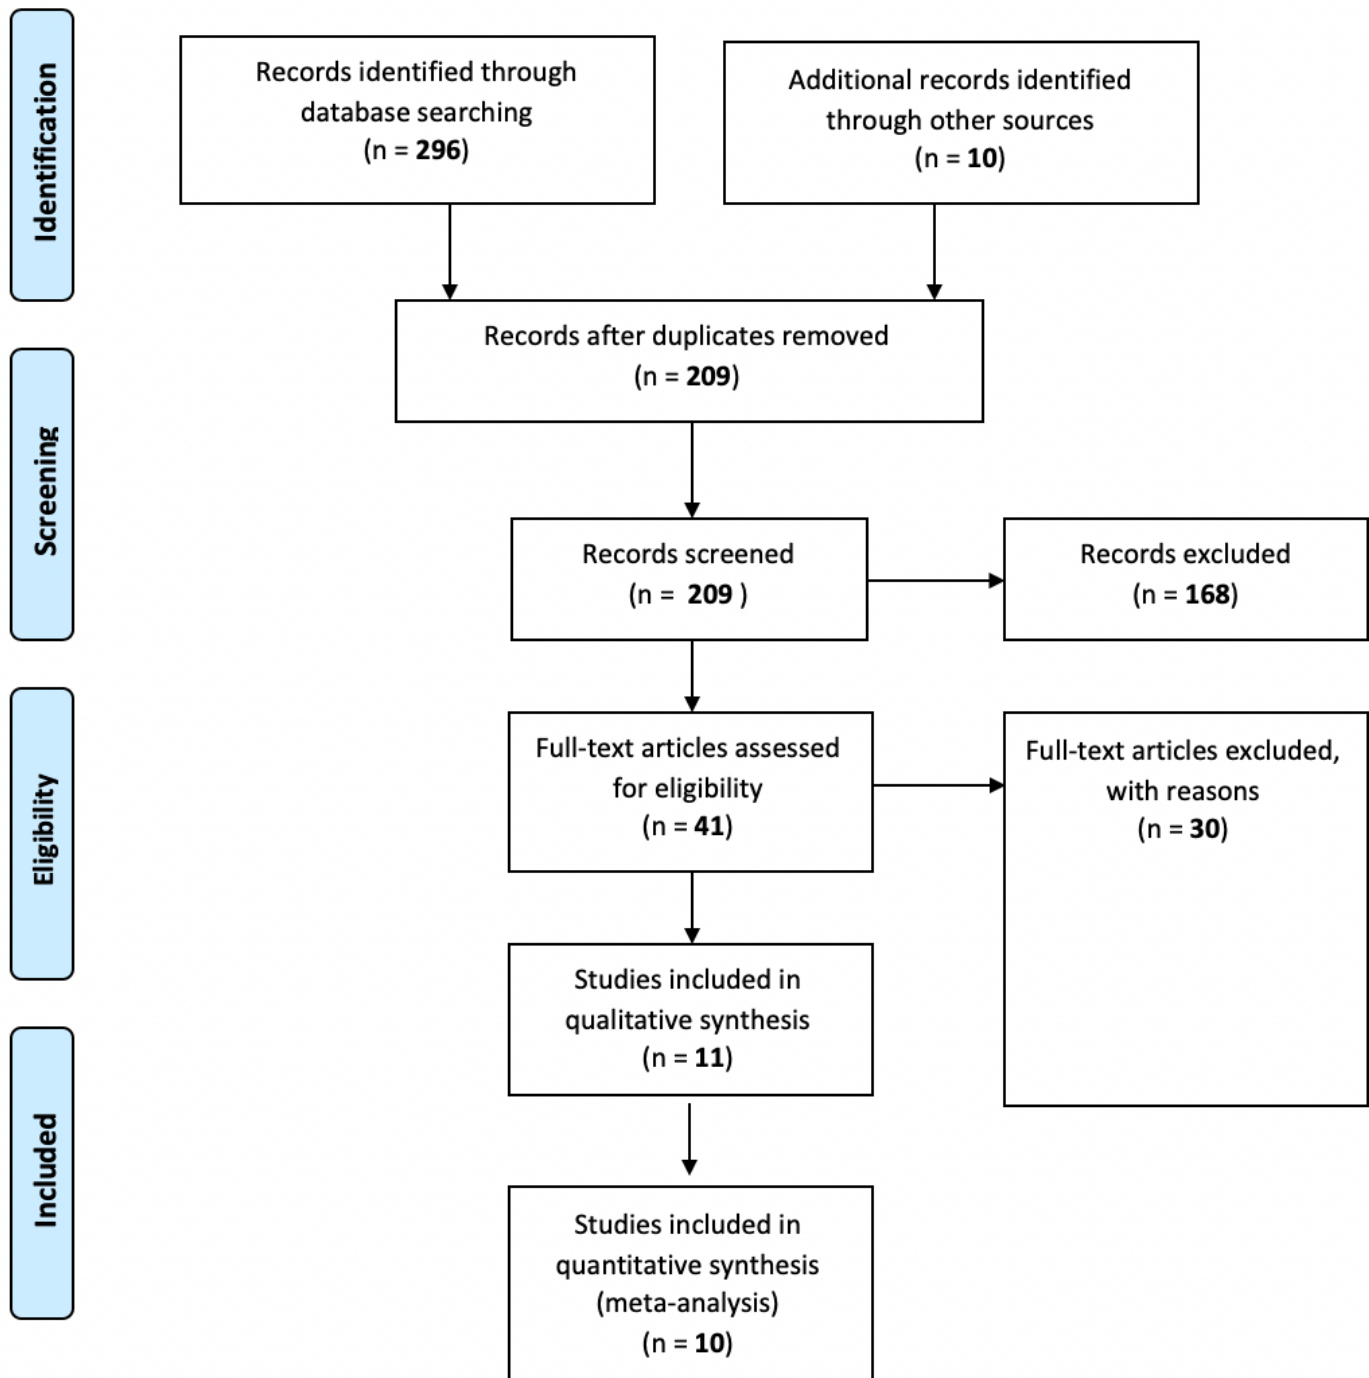 Identification
Records identified through
database searching
(n = 296)
Additional records identified
through other sources
(n = 10)
Records after duplicates removed
(n = 209)
Screening
Records screened
(n =  209 )
Records excluded
(n = 168)
Eligibility
Full-text articles assessed
for eligibility
(n = 41)
Full-text articles excluded,
with reasons
(n = 30)
Studies included in
qualitative synthesis
(n = 11)
Included
Studies included in
quantitative synthesis
(meta-analysis)
(n = 10)